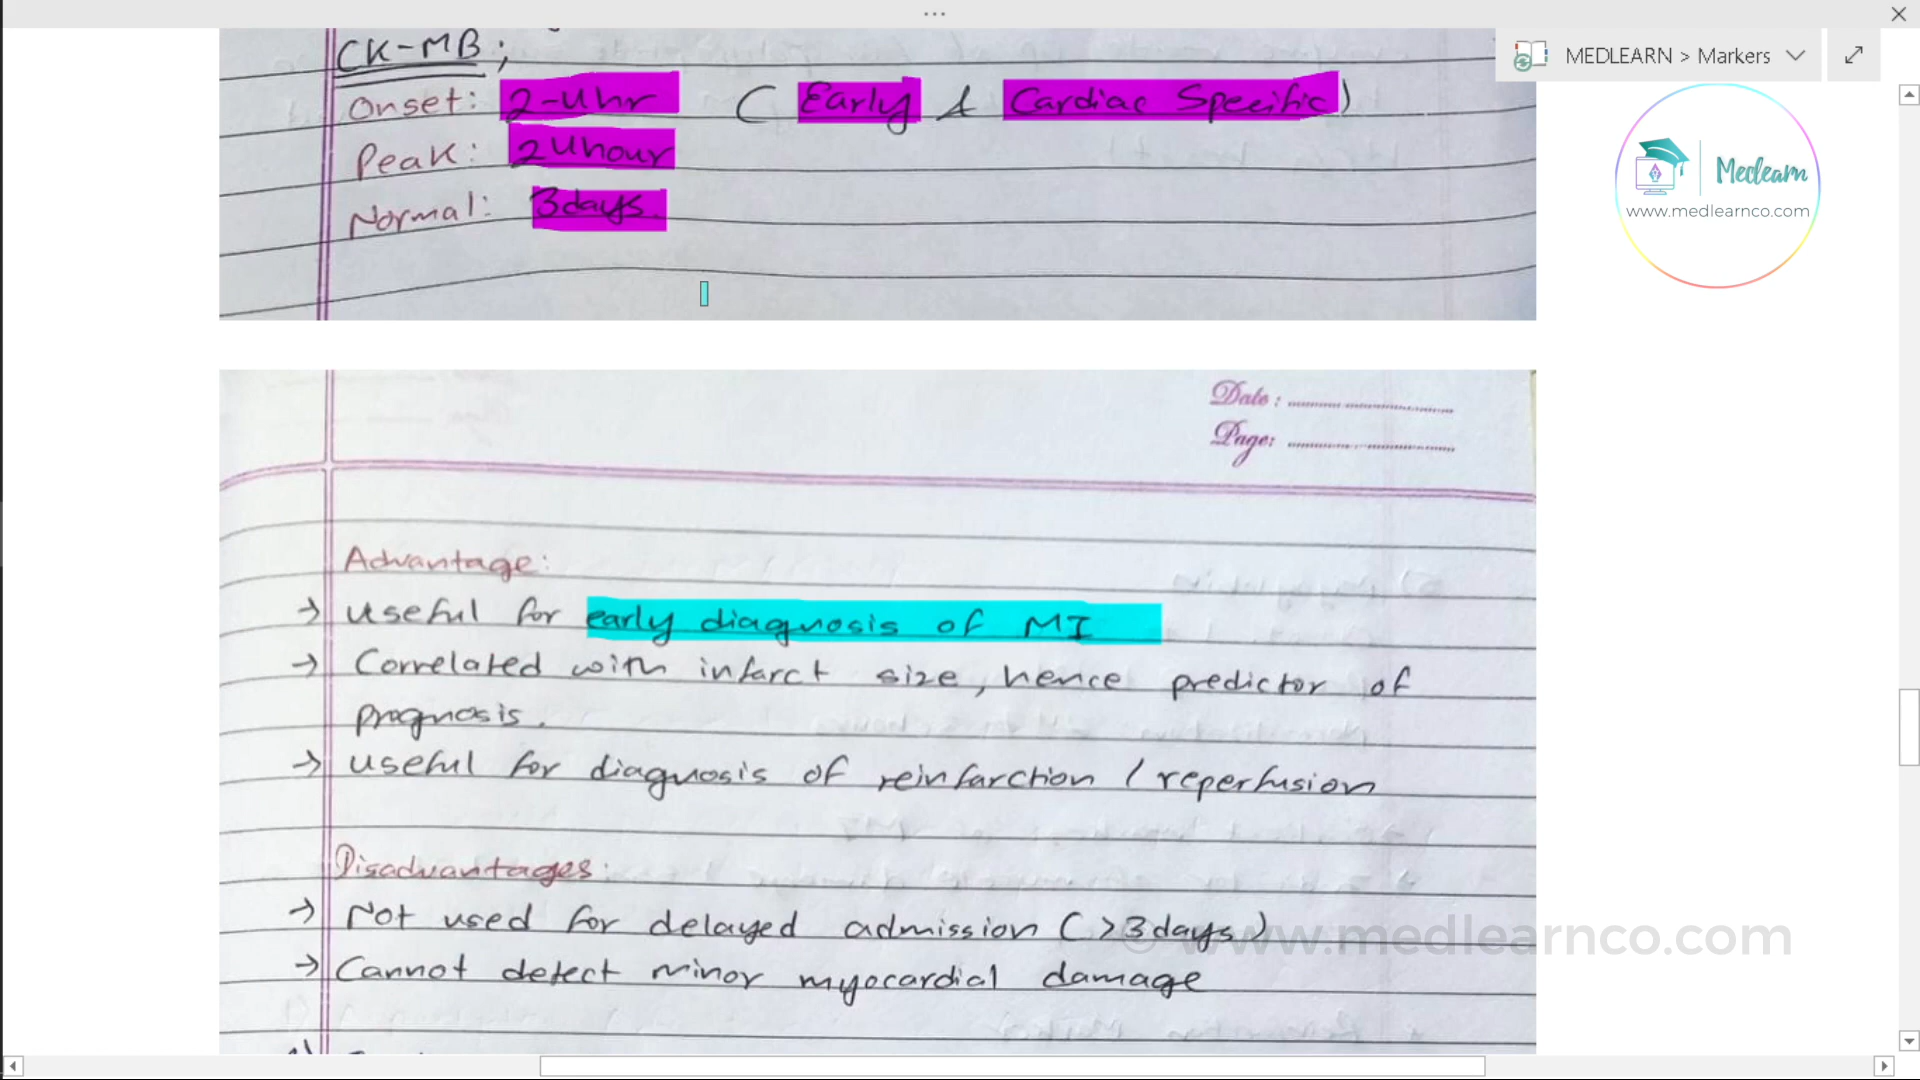 MEDLEARN > Markers
CK-MB;
Onset: 2-4hr (Early & Cardiac Specific)
Peak: 24hour
Normal: 3days.
Medlearn
www.medlearnco.com
Date:
Page:
Advantage:
→ useful for early diagnosis of MI
→ Correlated with infarct size, hence predictor of
prognosis.
→ useful for diagnosis of reinfarction / reperfusion
Disadvantages:
→ Not used for delayed admission (>3days)
© www.medlearnco.com
→ Cannot detect minor myocardial damage